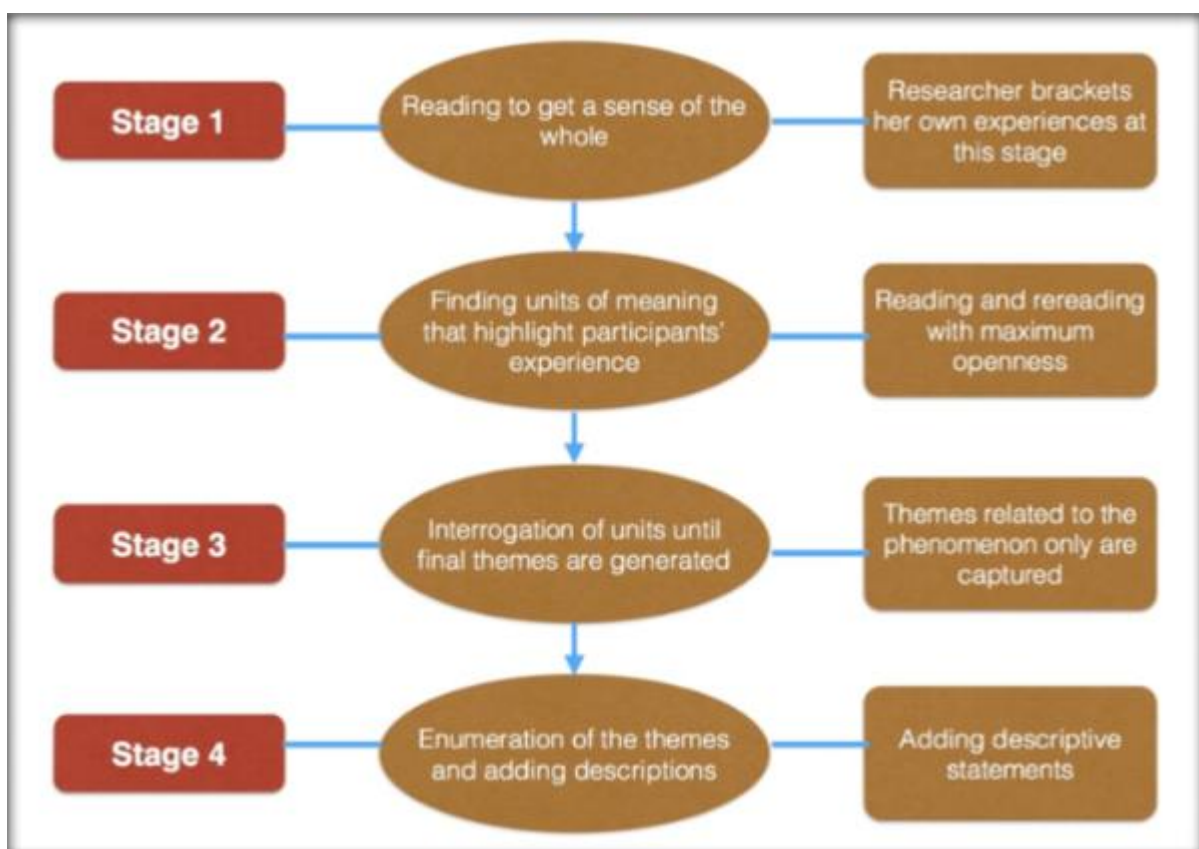 Stage 1
Reading to get a sense of the
whole
Researcher brackets
her own experiences at
this stage
Stage 2
Finding units of meaning
that highlight participants'
experience
Reading and rereading
with maximum
openness
Stage 3
Interrogation of units until
final themes are generated
Themes related to the
phenomenon only are
captured
Stage 4
Enumeration of the themes
and adding descriptions
Adding descriptive
statements